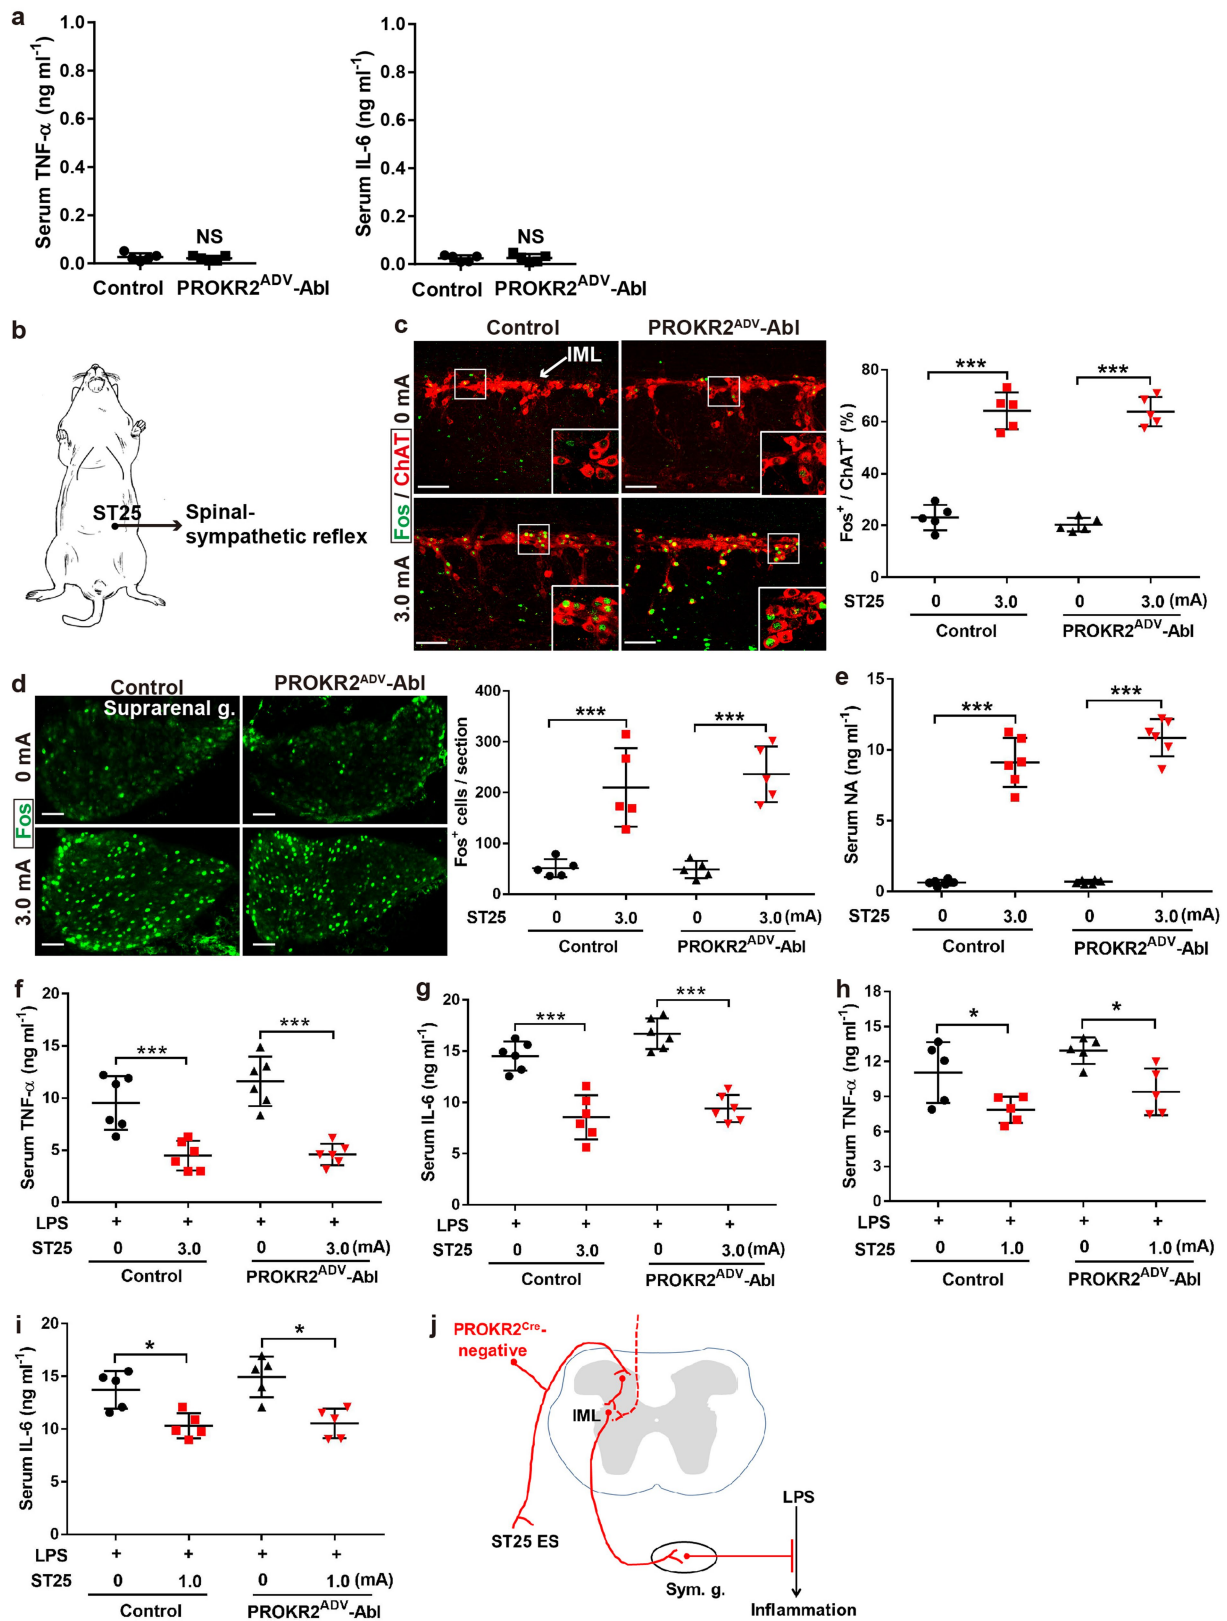 a
Serum TNF-α (ng ml⁻¹)
1.0
0.8
0.6
0.4
0.2
0.0
NS
Control PROKR2ᴬᴰⱽ-Abl
Serum IL-6 (ng ml⁻¹)
1.0
0.8
0.6
0.4
0.2
0.0
NS
Control PROKR2ᴬᴰⱽ-Abl
b
ST25
Spinal-
sympathetic reflex
c
Control PROKR2ᴬᴰⱽ-Abl
IML
Fos / ChAT
0 mA
3.0 mA
Fos⁺ / ChAT⁺ (%)
80
60
40
20
0
*** ***
ST25 0 3.0 0 3.0 (mA)
Control PROKR2ᴬᴰⱽ-Abl
d
Control PROKR2ᴬᴰⱽ-Abl
Suprarenal g.
Fos
0 mA
3.0 mA
Fos⁺ cells / section
400
300
200
100
0
*** ***
ST25 0 3.0 0 3.0 (mA)
Control PROKR2ᴬᴰⱽ-Abl
e
Serum NA (ng ml⁻¹)
15
10
5
0
*** ***
ST25 0 3.0 0 3.0 (mA)
Control PROKR2ᴬᴰⱽ-Abl
f
Serum TNF-α (ng ml⁻¹)
20
15
10
5
0
*** ***
LPS + + + +
ST25 0 3.0 0 3.0 (mA)
Control PROKR2ᴬᴰⱽ-Abl
g
Serum IL-6 (ng ml⁻¹)
20
15
10
5
0
*** ***
LPS + + + +
ST25 0 3.0 0 3.0 (mA)
Control PROKR2ᴬᴰⱽ-Abl
h
Serum TNF-α (ng ml⁻¹)
18
15
12
9
6
3
0
* *
LPS + + + +
ST25 0 1.0 0 1.0 (mA)
Control PROKR2ᴬᴰⱽ-Abl
i
Serum IL-6 (ng ml⁻¹)
20
15
10
5
0
* *
LPS + + + +
ST25 0 1.0 0 1.0 (mA)
Control PROKR2ᴬᴰⱽ-Abl
j
PROKR2ᶜʳᵉ-
negative
IML
ST25 ES
LPS
Sym. g.
Inflammation